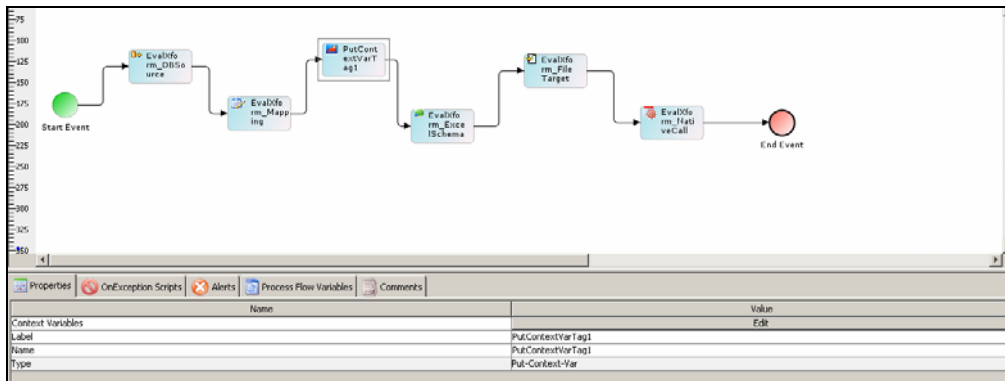 75
100
125
150
175
200
225
250
275
300
325
350
Start Event
EvalXfo
rm_DBSo
urce
EvalXfo
rm_Mapp
ing
PutCont
extVarT
ag1
EvalXfo
rm_Exce
lSchema
EvalXfo
rm_File
Target
EvalXfo
rm_Nati
veCall
End Event
Properties OnException Scripts Alerts Process Flow Variables Comments
Name Value
Context Variables Edit
Label PutContextVarTag1
Name PutContextVarTag1
Type Put-Context-Var